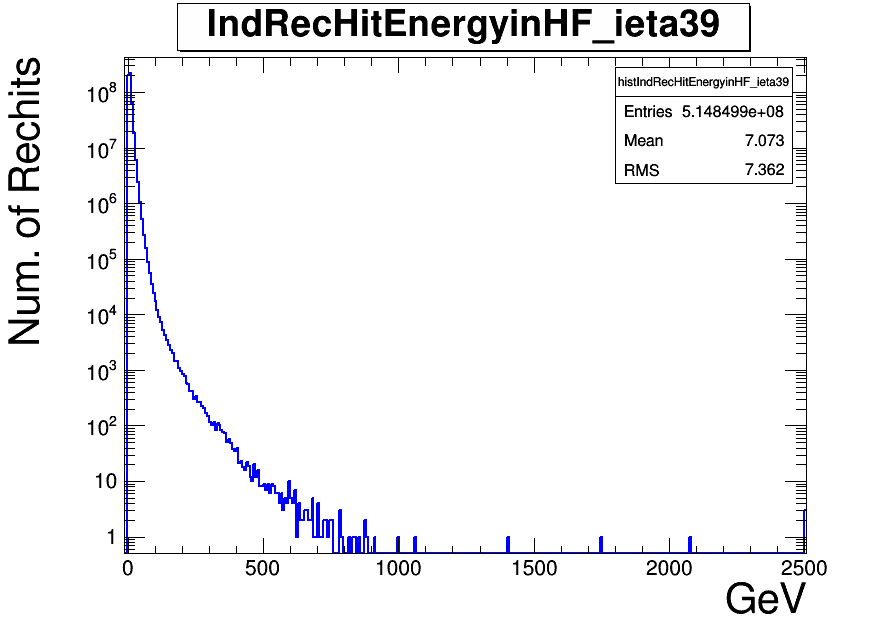 IndRecHitEnergyinHF_ieta39
histIndRecHitEnergyinHF_ieta39
Entries 5.148499e+08
Mean 7.073
RMS 7.362
Num. of Rechits
10⁸
10⁷
10⁶
10⁵
10⁴
10³
10²
10
1
0 500 1000 1500 2000 2500
GeV